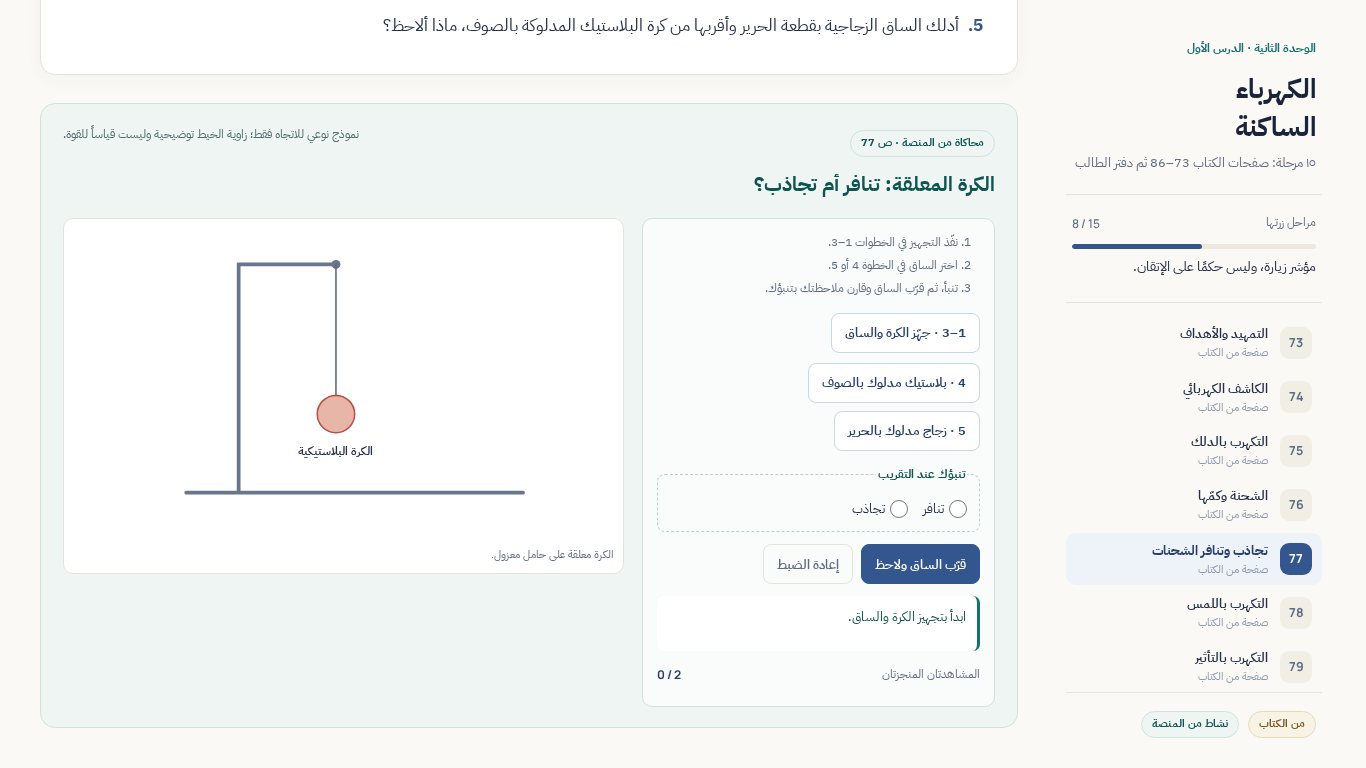 الوحدة الثانية · الدرس الأول
الكهرباء
الساكنة
١٥ مرحلة: صفحات الكتاب 73–86 ثم دفتر الطالب
مراحل زرتها
8 / 15
مؤشر زيارة، وليس حكمًا على الإتقان.
73
التمهيد والأهداف
صفحة من الكتاب
74
الكاشف الكهربائي
صفحة من الكتاب
75
التكهرب بالدلك
صفحة من الكتاب
76
الشحنة وكمّها
صفحة من الكتاب
77
تجاذب وتنافر الشحنات
صفحة من الكتاب
78
التكهرب باللمس
صفحة من الكتاب
79
التكهرب بالتأثير
صفحة من الكتاب
من الكتاب
نشاط من المنصة
5. أدلك الساق الزجاجية بقطعة الحرير وأقربها من كرة البلاستيك المدلوكة بالصوف، ماذا ألاحظ؟
محاكاة من المنصة · ص 77
نموذج نوعي للاتجاه فقط؛ زاوية الخيط توضيحية وليست قياساً للقوة.
الكرة المعلقة: تنافر أم تجاذب؟
1. نفّذ التجهيز في الخطوات 1–3.
2. اختر الساق في الخطوة 4 أو 5.
3. تنبأ، ثم قرّب الساق وقارن ملاحظتك بتنبؤك.
1–3 · جهّز الكرة والساق
4 · بلاستيك مدلوك بالصوف
5 · زجاج مدلوك بالحرير
تنبؤك عند التقريب
تنافر
تجاذب
قرّب الساق ولاحظ
إعادة الضبط
ابدأ بتجهيز الكرة والساق.
المشاهدتان المنجزتان
0 / 2
الكرة البلاستيكية
الكرة معلقة على حامل معزول.